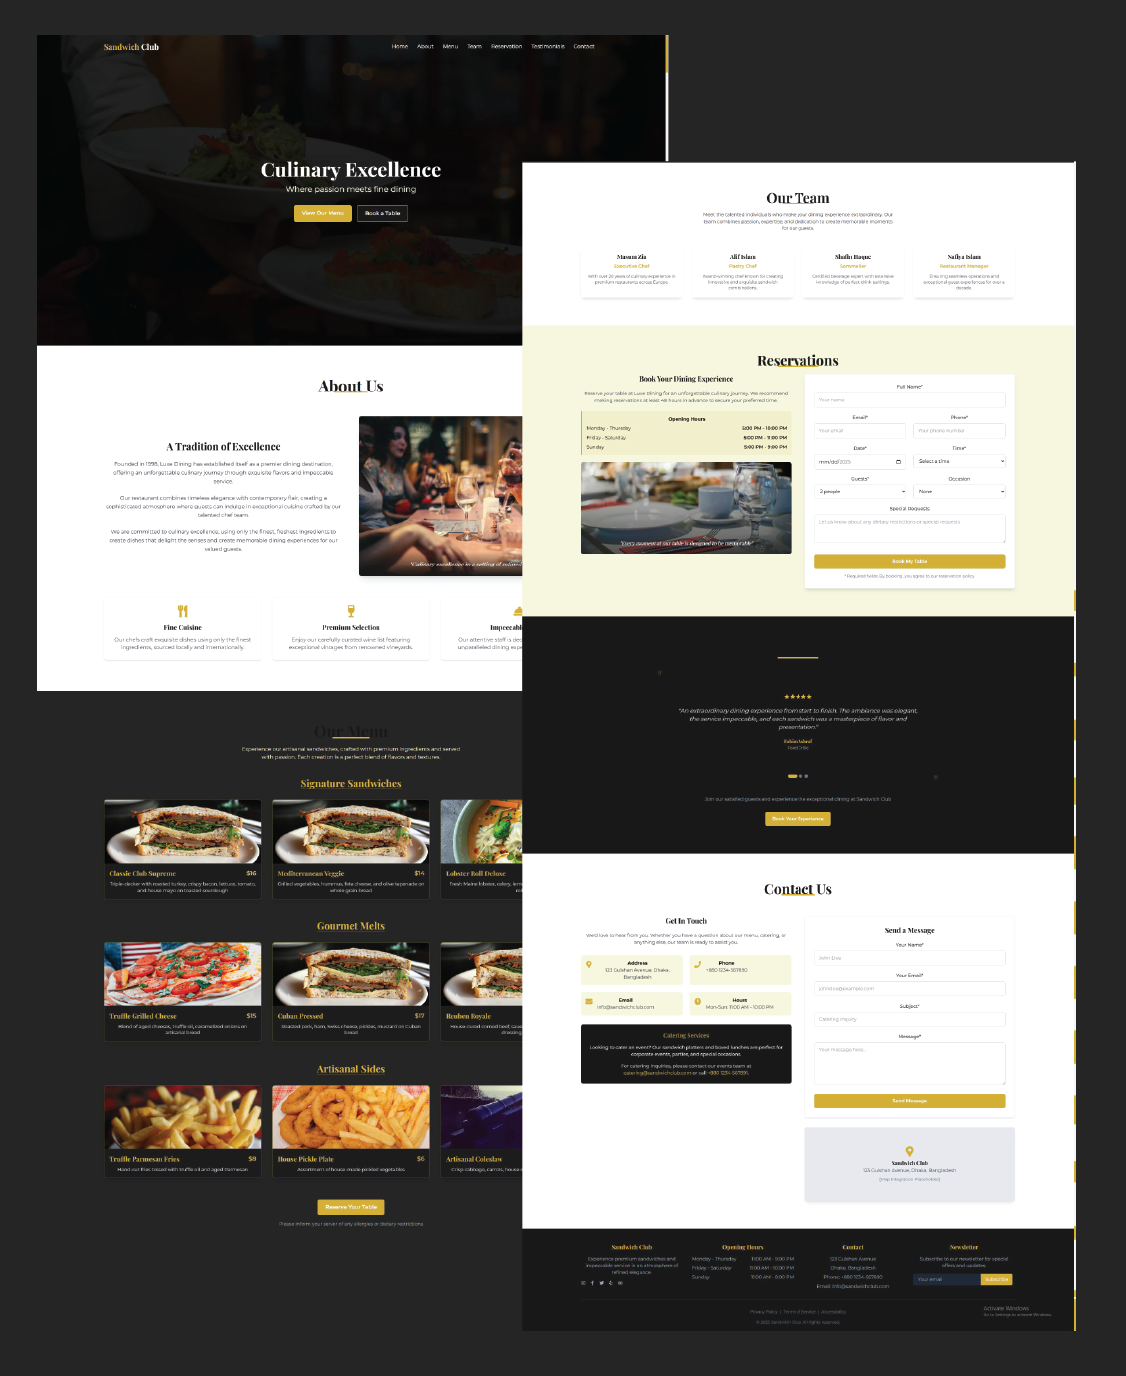 Sandwich Club
Home About Menu Team Reservation Testimonials Contact
Culinary Excellence
Where passion meets fine dining
View Our Menu
Book a Table
About Us
A Tradition of Excellence
Founded in 1998, Luxe Dining has established itself as a premier dining destination,
offering an unforgettable culinary journey through exquisite flavors and impeccable
service.
Our restaurant combines timeless elegance with contemporary flair, creating a
sophisticated atmosphere where guests can indulge in exceptional cuisine crafted by our
talented chef team.
We are committed to culinary excellence, using only the finest, freshest ingredients to
create dishes that delight the senses and create memorable dining experiences for our
valued guests.
"Culinary excellence in a setting of refined
Fine Cuisine
Our chefs craft exquisite dishes using only the finest
ingredients, sourced locally and internationally.
Premium Selection
Enjoy our carefully curated wine list featuring
exceptional vintages from renowned vineyards.
Impeccabl
Our attentive staff is dec
unparalleled dining espe
Our Menu
Experience our artisanal sandwiches, crafted with premium ingredients and served
with passion. Each creation is a perfect blend of flavors and textures.
Signature Sandwiches
Classic Club Supreme $16
Triple-decker with roasted turkey, crispy bacon, lettuce, tomato,
and house mayo on toasted sourdough
Mediterranean Veggie $14
Grilled vegetables, hummus, feta cheese, and olive tapenade on
whole-grain bread
Lobster Roll Deluxe
Fresh Maine lobster, celery, lem
Gourmet Melts
Truffle Grilled Cheese $15
Blend of aged cheeses, truffle oil, caramelized onions on
artisanal bread
Cuban Pressed $17
Roasted pork, ham, swiss cheese, pickles, mustard on Cuban
bread
Reuben Royale
House-cured corned beef, saue
dressing
Artisanal Sides
Truffle Parmesan Fries $8
Hand-cut fries tossed with truffle oil and aged Parmesan
House Pickle Plate $6
Assortment of house-made pickled vegetables
Artisanal Coleslaw
Crisp cabbage, carrots, house-
Reserve Your Table
Please inform your server of any allergies or dietary restrictions
Our Team
Meet the talented individuals who make your dining experience extraordinary. Our
team combines passion, expertise, and dedication to create memorable moments
for our guests.
Masum Zia
Executive Chef
With over 20 years of culinary experience in
premium restaurants across Europe.
Alif Islam
Pastry Chef
Award-winning chef known for creating
innovative and exquisite sandwich
combinations.
Shafin Haque
Sommelier
Certified beverage expert with extensive
knowledge of perfect drink pairings.
Nafiya Islam
Restaurant Manager
Ensuring seamless operations and
exceptional guest experiences for over a
decade.
Reservations
Book Your Dining Experience
Reserve your table at Luxe Dining for an unforgettable culinary journey. We recommend
making reservations at least 48 hours in advance to secure your preferred time.
Opening Hours
Monday - Thursday 5:00 PM - 10:00 PM
Friday - Saturday 5:00 PM - 11:00 PM
Sunday 5:00 PM - 9:00 PM
"Every moment at our table is designed to be memorable"
Full Name*
Your name
Email* Phone*
Your email Your phone number
Date* Time*
mm/dd/2025 Select a time
Guests* Occasion
2 people None
Special Requests
Let us know about any dietary restrictions or special requests
Book My Table
* Required fields. By booking, you agree to our reservation policy.
★★★★★
"An extraordinary dining experience from start to finish. The ambiance was elegant,
the service impeccable, and each sandwich was a masterpiece of flavor and
presentation."
Join our satisfied guests and experience the exceptional dining at Sandwich Club
Book Your Experience
Contact Us
Get In Touch
We'd love to hear from you. Whether you have a question about our menu, catering, or
anything else, our team is ready to assist you.
Address
123 Gulshan Avenue, Dhaka,
Bangladesh
Phone
+880 1234-567890
Email
info@sandwichclub.com
Hours
Mon-Sun: 11:00 AM - 10:00 PM
Catering Services
Looking to cater an event? Our sandwich platters and boxed lunches are perfect for
corporate events, parties, and special occasions.
For catering inquiries, please contact our events team at
catering@sandwichclub.com or call +880 1234-567891.
Send a Message
Your Name*
John Doe
Your Email*
johndoe@example.com
Subject*
Catering Inquiry
Message*
Your message here...
Send Message
Sandwich Club
123 Gulshan Avenue, Dhaka, Bangladesh
[Map Integration Placeholder]
Sandwich Club
Experience premium sandwiches and
impeccable service in an atmosphere of
refined elegance.
Opening Hours
Monday - Thursday 11:00 AM - 9:00 PM
Friday - Saturday 11:00 AM - 10:00 PM
Sunday 11:00 AM - 8:00 PM
Contact
123 Gulshan Avenue
Dhaka, Bangladesh
Phone: +880 1234-567890
Email: info@sandwichclub.com
Newsletter
Subscribe to our newsletter for special
offers and updates.
Your email Subscribe
Privacy Policy | Terms of Service | Accessibility
© 2025 Sandwich Club. All rights reserved.
Activate Windows
Go to Settings to activate Windows.